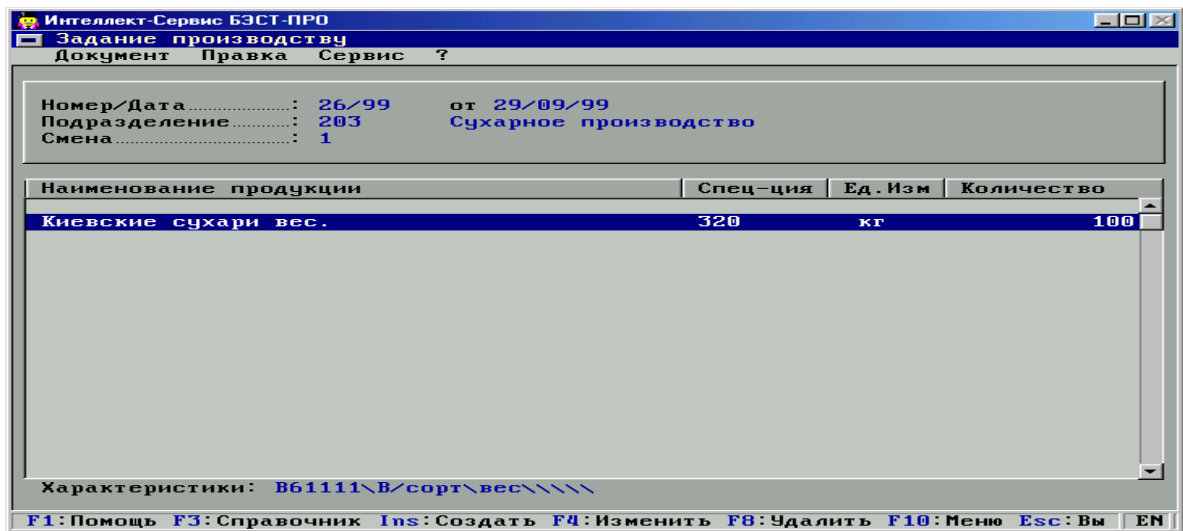 Интеллект-Сервис БЭСТ-ПРО
Задание производству
Документ Правка Сервис ?
Номер/Дата...................: 26/99 от 29/09/99
Подразделение...........: 203 Сухарное производство
Смена.................................: 1
Наименование продукции Спец-ция Ед.Изм Количество
Киевские сухари вес. 320 кг 100
Характеристики: В61111\В/сорт\вес\\\\\
F1:Помощь F3:Справочник Ins:Создать F4:Изменить F8:Удалить F10:Меню Esc:Вы EN